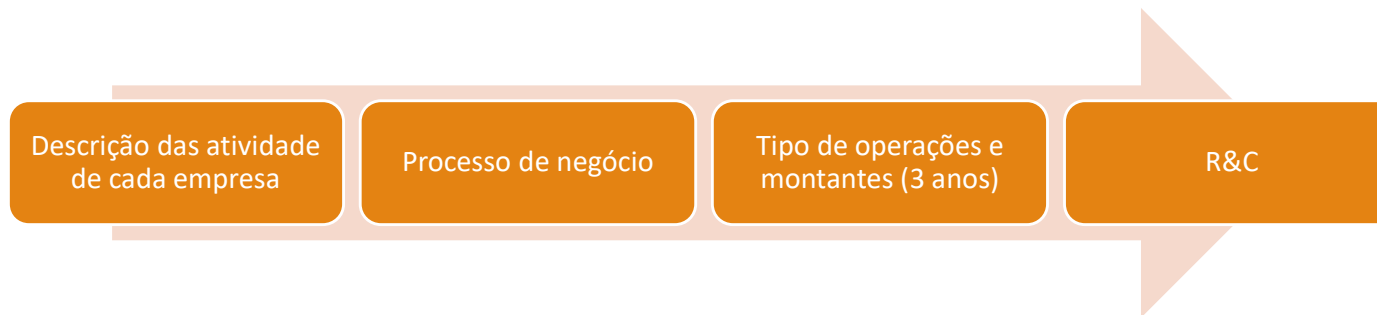 Descrição das atividade
de cada empresa
Processo de negócio
Tipo de operações e
montantes (3 anos)
R&C